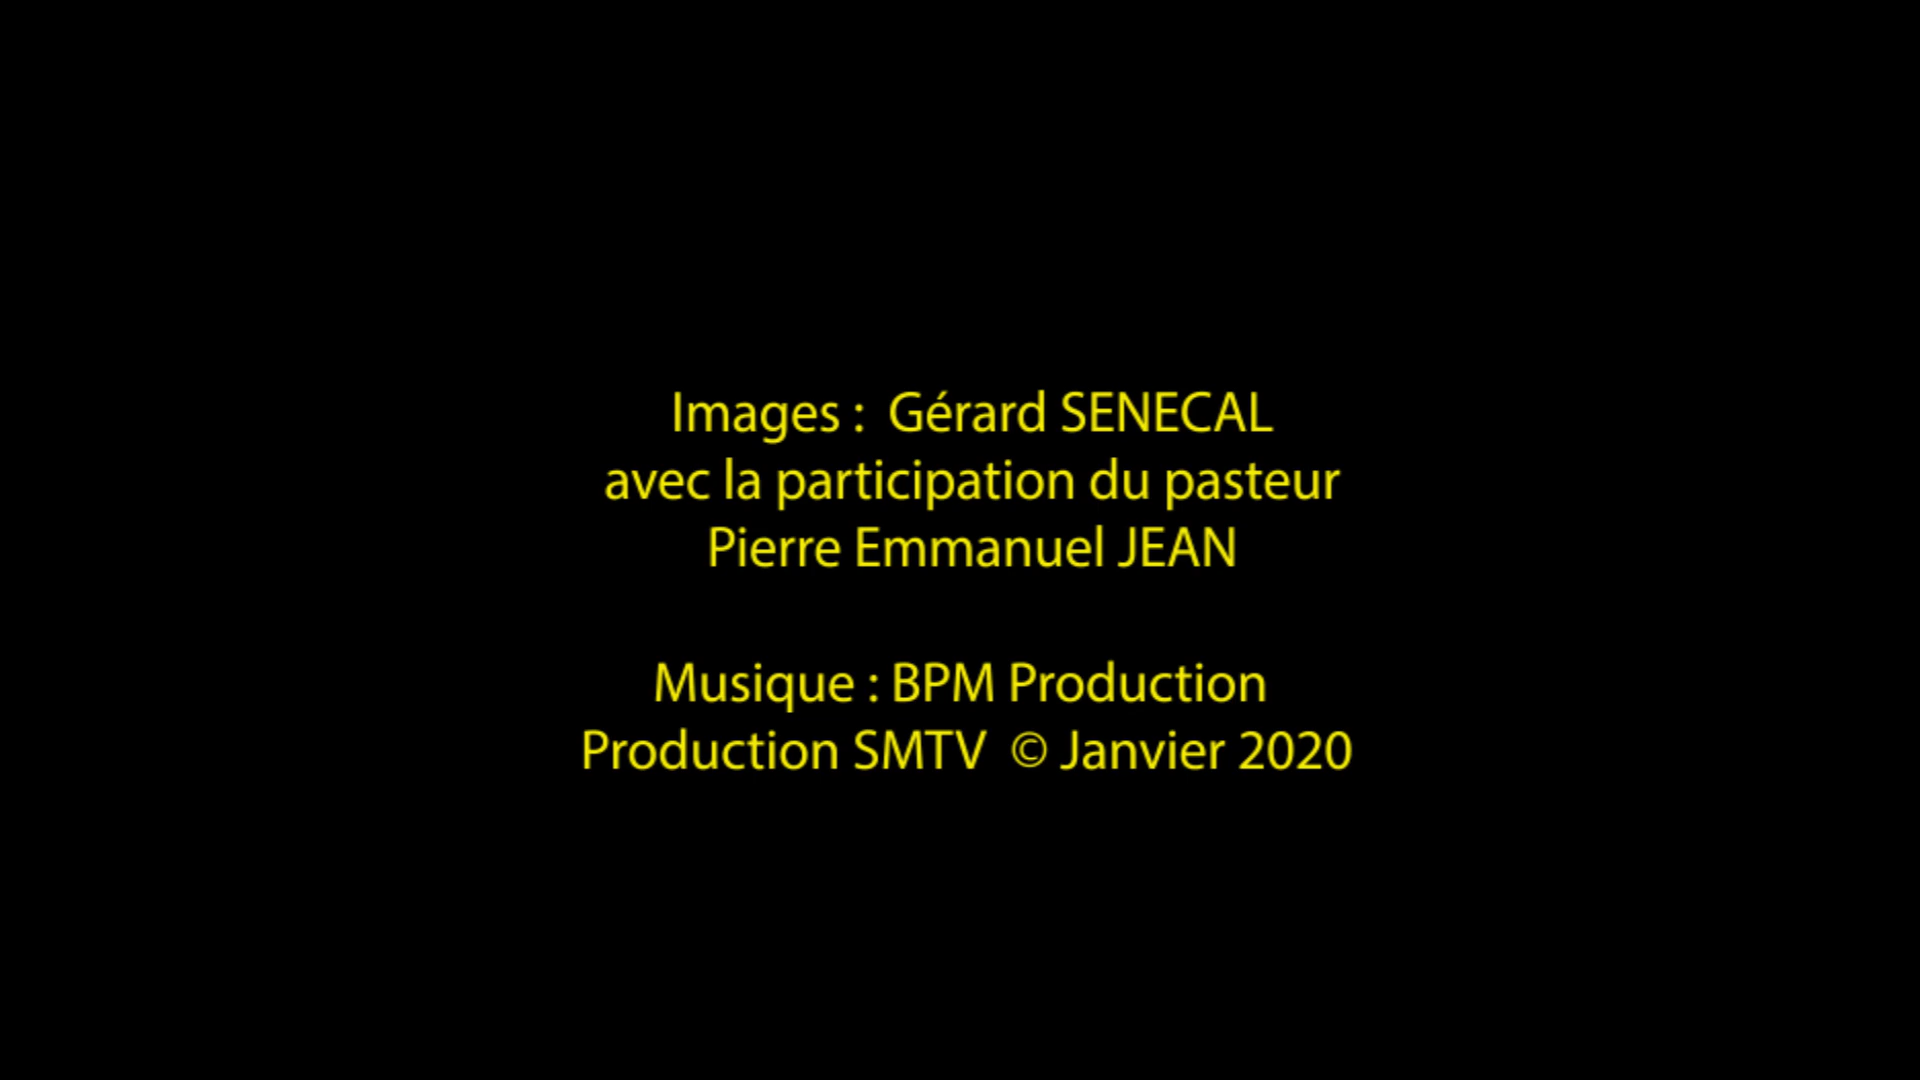 Images :  Gérard SENECAL
avec la participation du pasteur
Pierre Emmanuel JEAN
Musique : BPM Production
Production SMTV  © Janvier 2020